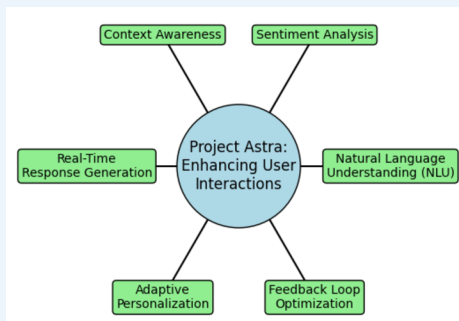 Context Awareness
Sentiment Analysis
Project Astra:
Enhancing User
Interactions
Real-Time
Response Generation
Natural Language
Understanding (NLU)
Adaptive
Personalization
Feedback Loop
Optimization